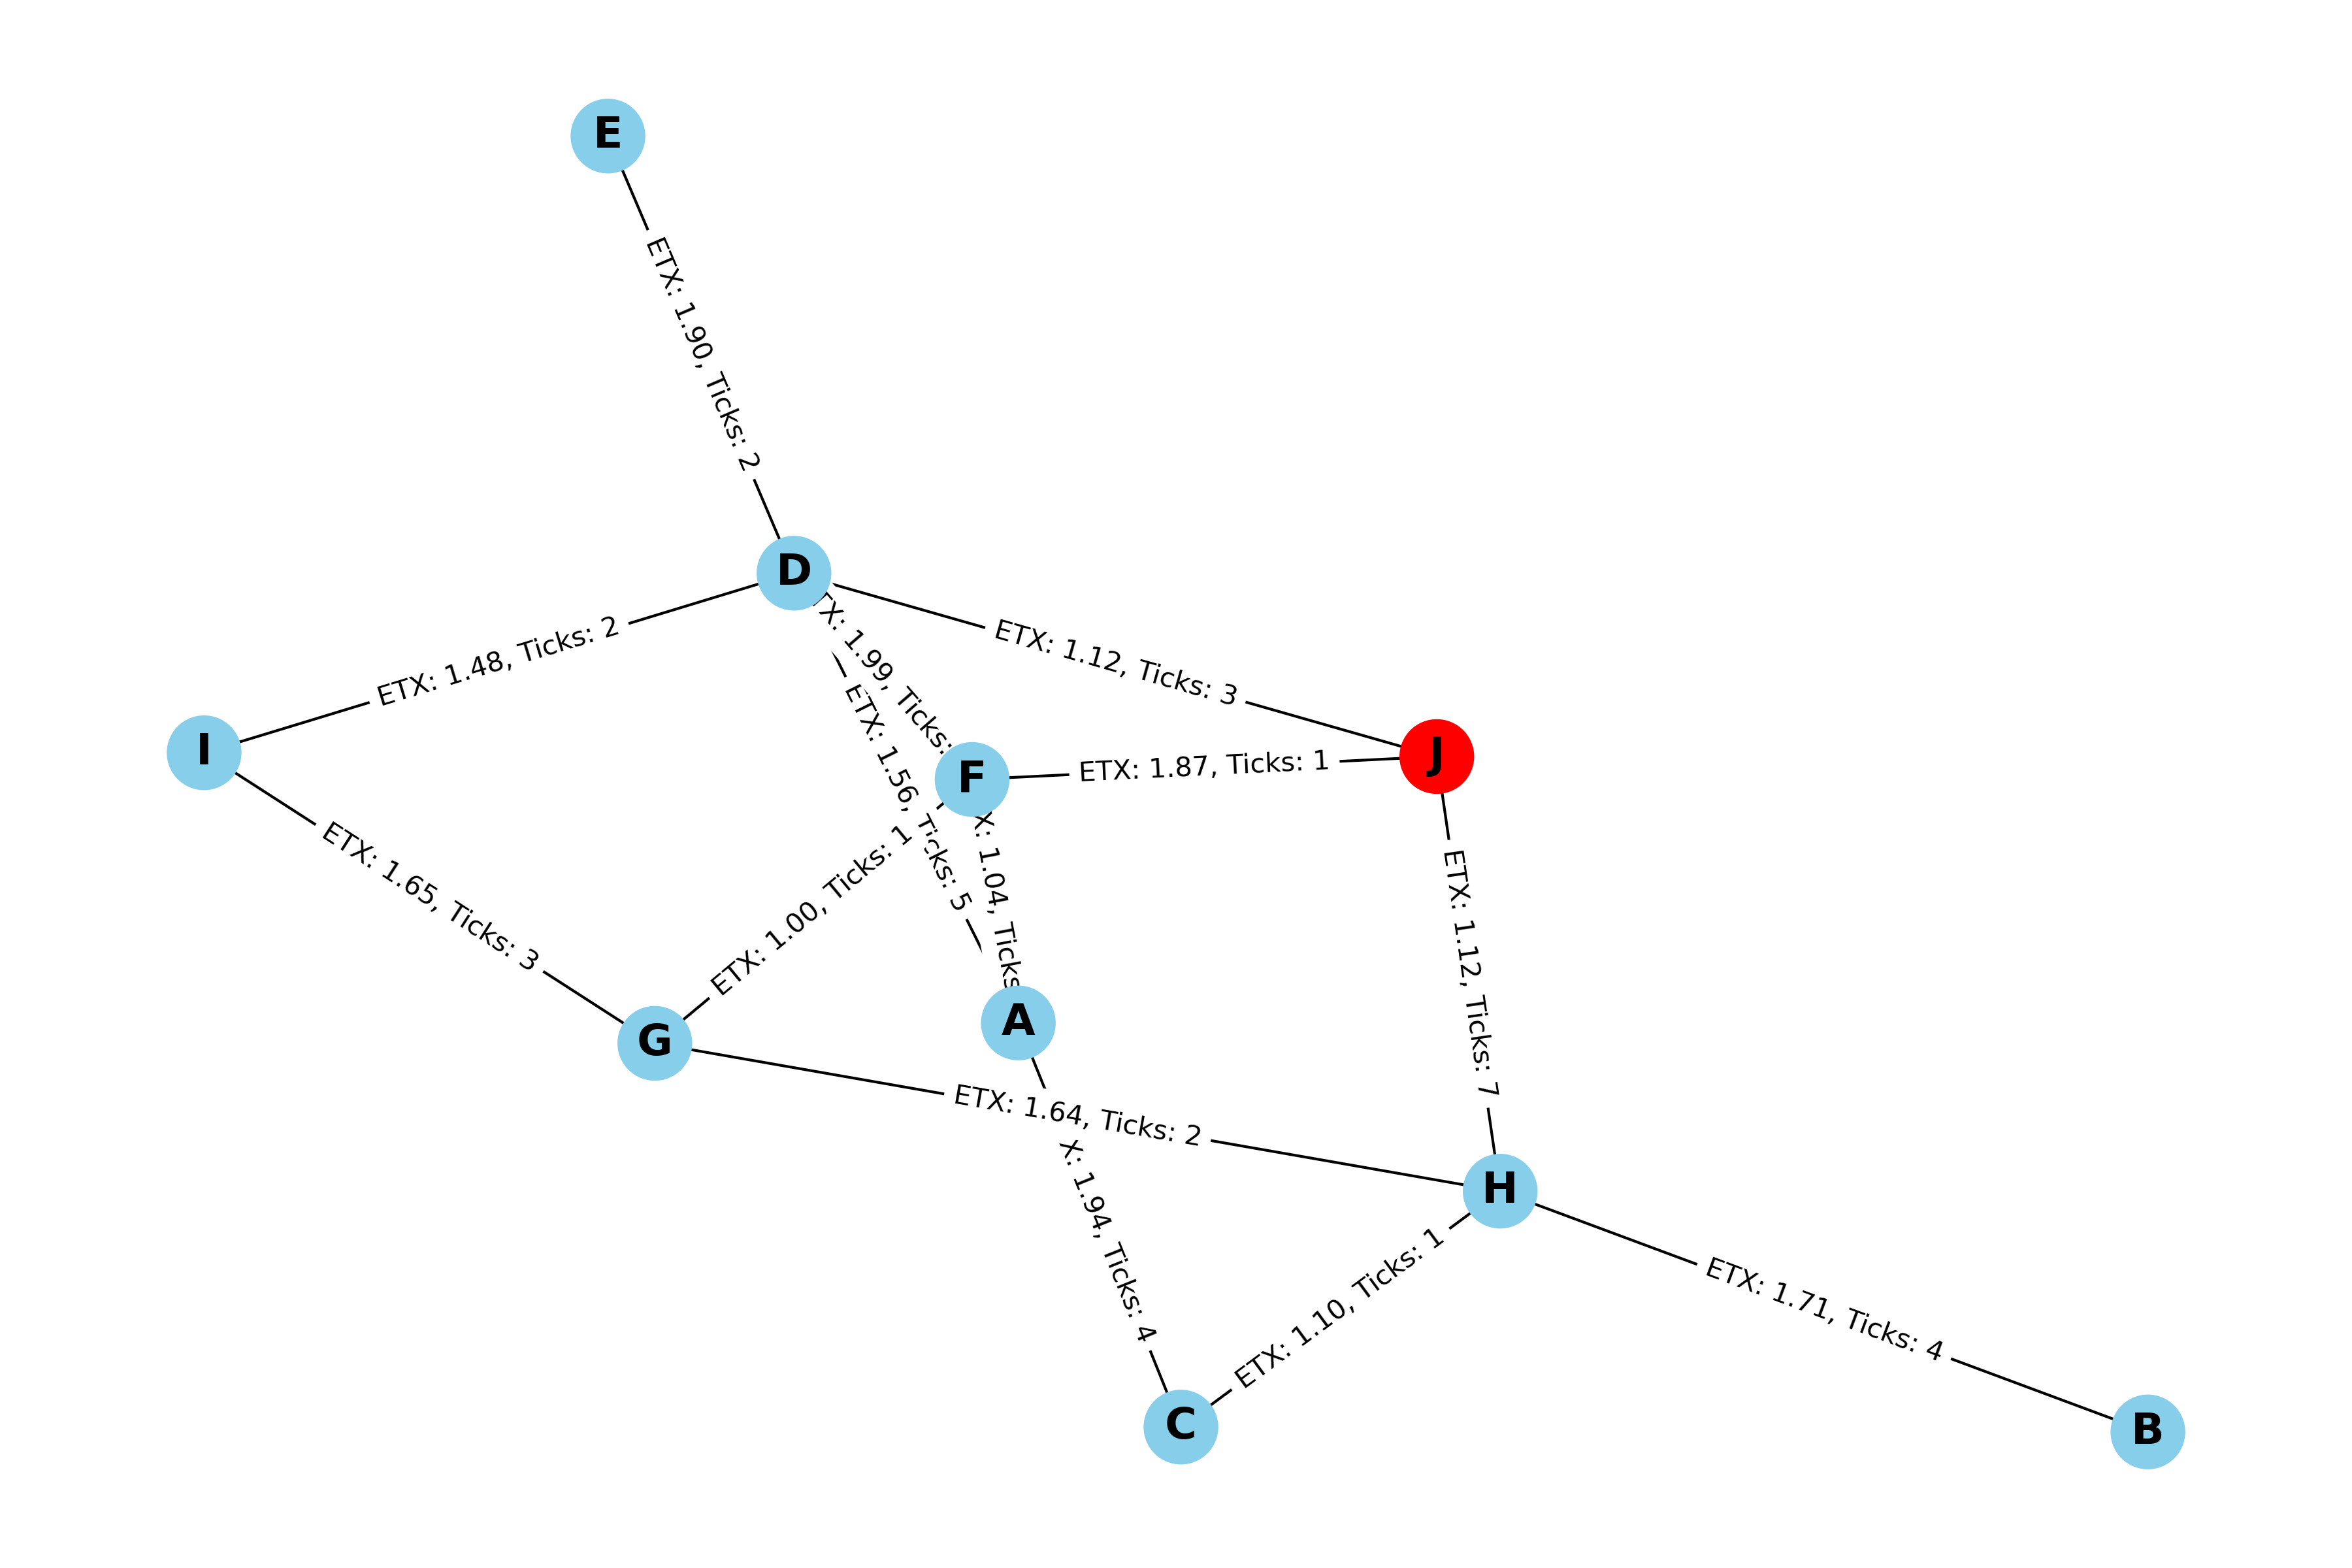 E
ETX: 1.90, Ticks: 2
D
ETX: 1.48, Ticks: 2
X: 1.99, Ticks:
ETX: 1.12, Ticks: 3
ETX: 1.56, Ticks: 5
I
F
ETX: 1.87, Ticks: 1
J
ETX: 1.65, Ticks: 3
ETX: 1.00, Ticks: 1
X: 1.04, Ticks
ETX: 1.12, Ticks: 7
G
A
ETX: 1.64, Ticks: 2
H
X: 1.94, Ticks: 4
ETX: 1.10, Ticks: 1
ETX: 1.71, Ticks: 4
C
B